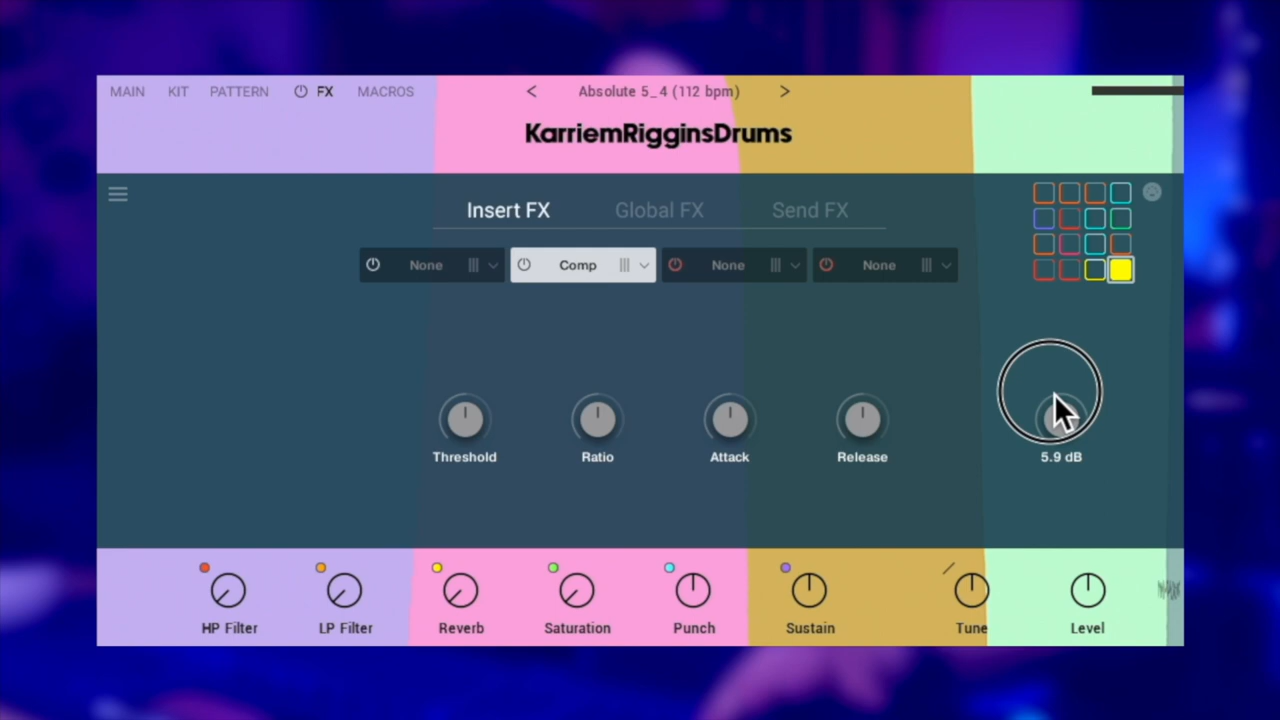 MAIN KIT PATTERN FX MACROS < Absolute 5_4 (112 bpm) >
KarriemRigginsDrums
Insert FX Global FX Send FX
None Comp None None
Threshold Ratio Attack Release 5.9 dB
HP Filter LP Filter Reverb Saturation Punch Sustain Tune Level